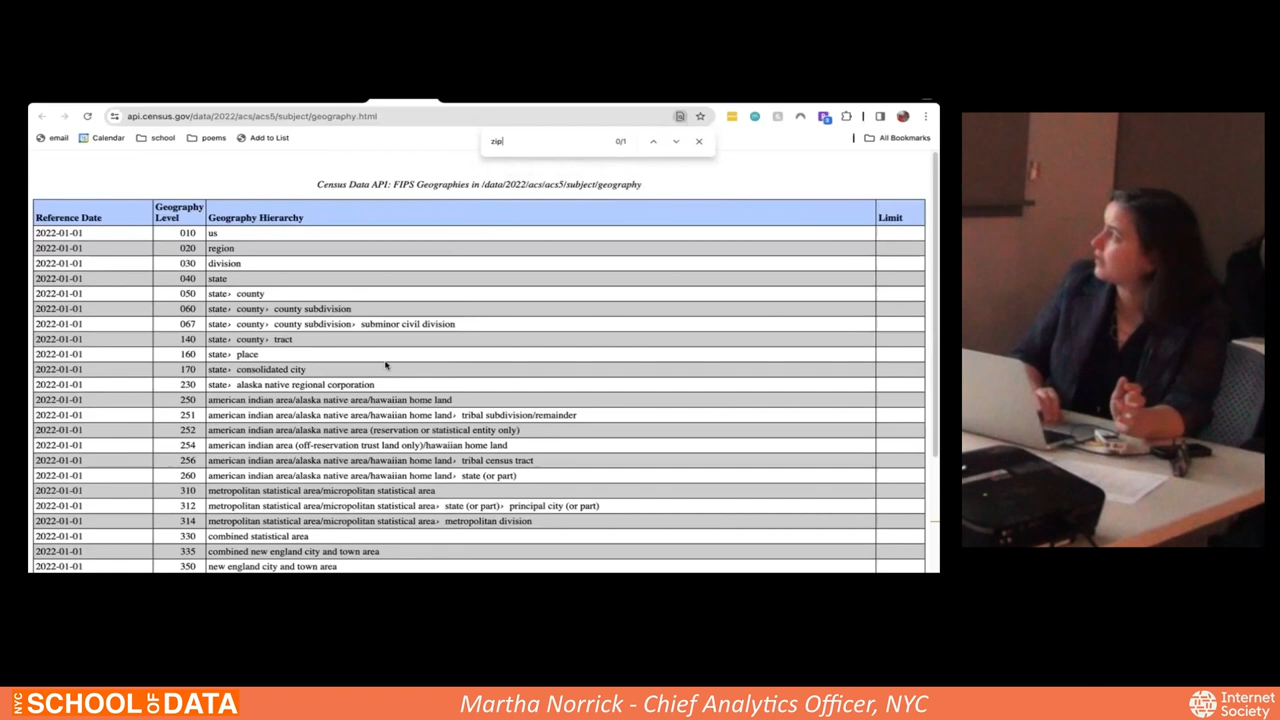 api.census.gov/data/2022/acs/acs5/subject/geography.html
email Calendar school poems Add to List All Bookmarks
zip 0/1
Census Data API: FIPS Geographies in /data/2022/acs/acs5/subject/geography
Reference Date Geography Level Geography Hierarchy Limit
2022-01-01 010 us
2022-01-01 020 region
2022-01-01 030 division
2022-01-01 040 state
2022-01-01 050 state› county
2022-01-01 060 state› county› county subdivision
2022-01-01 067 state› county› county subdivision› subminor civil division
2022-01-01 140 state› county› tract
2022-01-01 160 state› place
2022-01-01 170 state› consolidated city
2022-01-01 230 state› alaska native regional corporation
2022-01-01 250 american indian area/alaska native area/hawaiian home land
2022-01-01 251 american indian area/alaska native area/hawaiian home land› tribal subdivision/remainder
2022-01-01 252 american indian area/alaska native area (reservation or statistical entity only)
2022-01-01 254 american indian area (off-reservation trust land only)/hawaiian home land
2022-01-01 256 american indian area/alaska native area/hawaiian home land› tribal census tract
2022-01-01 260 american indian area/alaska native area/hawaiian home land› state (or part)
2022-01-01 310 metropolitan statistical area/micropolitan statistical area
2022-01-01 312 metropolitan statistical area/micropolitan statistical area› state (or part)› principal city (or part)
2022-01-01 314 metropolitan statistical area/micropolitan statistical area› metropolitan division
2022-01-01 330 combined statistical area
2022-01-01 335 combined new england city and town area
2022-01-01 350 new england city and town area
NYC SCHOOL OF DATA
Martha Norrick - Chief Analytics Officer, NYC
Internet
Society